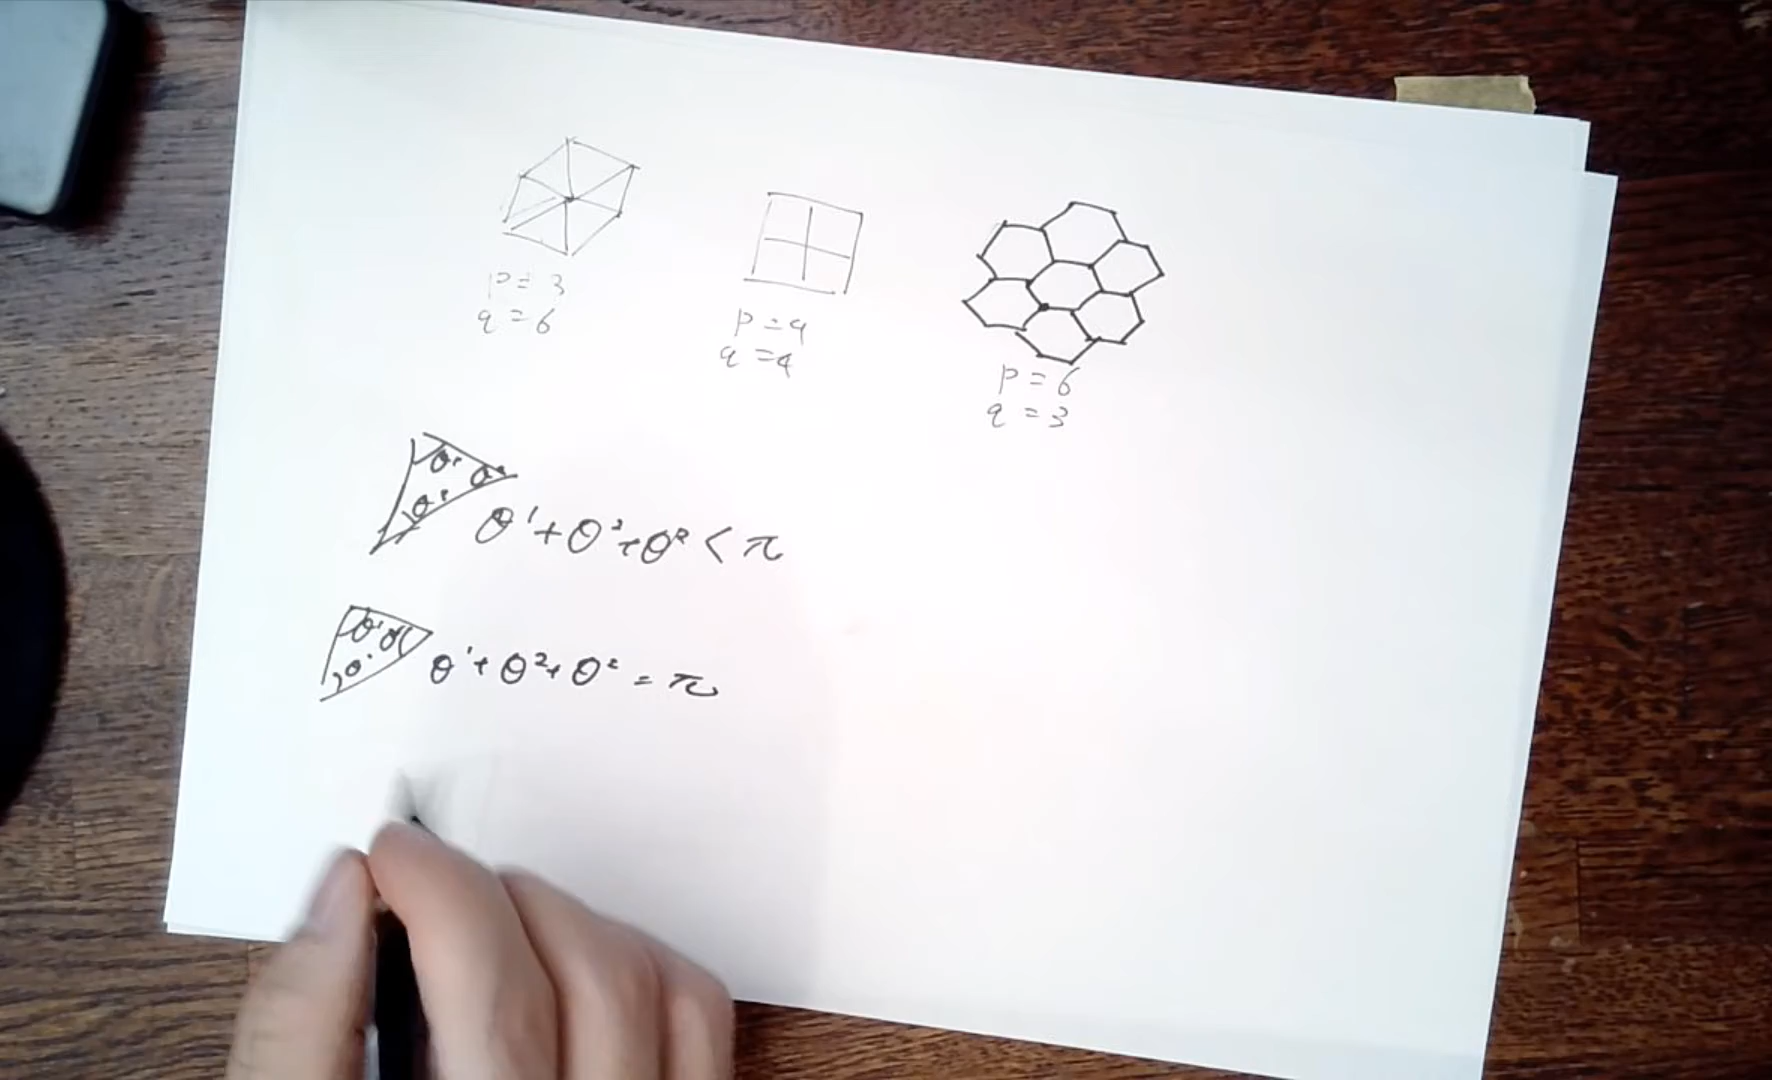 p = 3
q = 6
p = 4
q = 4
p = 6
q = 3
θ¹ + θ² + θ² < π
θ¹ + θ² + θ² = π